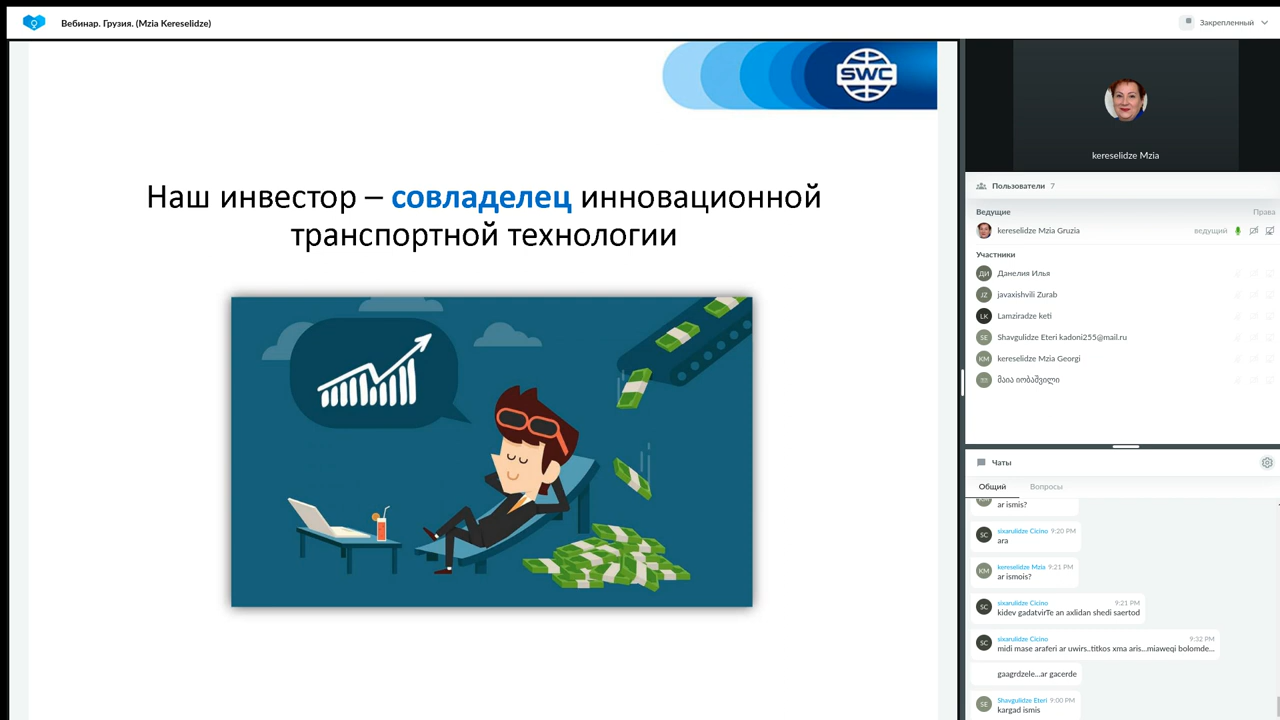 Вебинар. Грузия. (Mzia Kereselidze)
Закрепленный
SWC
Наш инвестор – совладелец инновационной
транспортной технологии
kereselidze Mzia
Пользователи 7
Ведущие Права
kereselidze Mzia Gruzia ведущий
Участники
ДИ Данелия Илья
JZ javaxishvili Zurab
LK Lamziradze keti
SE Shavgulidze Eteri kadoni255@mail.ru
KM kereselidze Mzia Georgi
მაია იობაშვილი
Чаты
Общий Вопросы
ar ismis?
SC sixarulidze Cicino 9:20 PM
ara
KM kereselidze Mzia 9:21 PM
ar ismois?
SC sixarulidze Cicino 9:21 PM
kidev gadatvirTe an axlidan shedi saertod
SC sixarulidze Cicino 9:32 PM
midi mase araferi ar uwirs..titkos xma aris...miaweqi bolomde...
gaagrdzele...ar gacerde
SE Shavgulidze Eteri 9:00 PM
kargad ismis